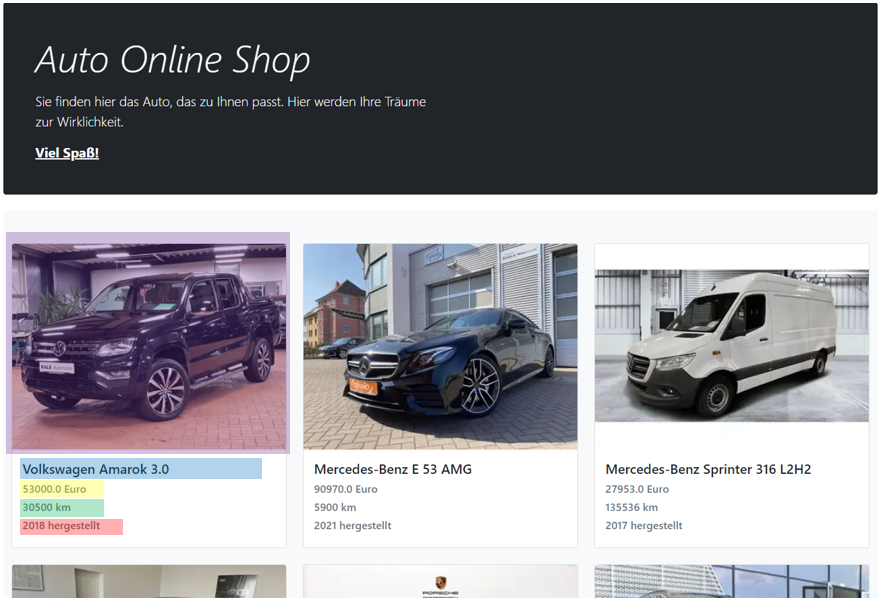 Auto Online Shop
Sie finden hier das Auto, das zu Ihnen passt. Hier werden Ihre Träume
zur Wirklichkeit.
Viel Spaß!
Volkswagen Amarok 3.0
53000.0 Euro
30500 km
2018 hergestellt
Mercedes-Benz E 53 AMG
90970.0 Euro
5900 km
2021 hergestellt
Mercedes-Benz Sprinter 316 L2H2
27953.0 Euro
135536 km
2017 hergestellt
PORSCHE